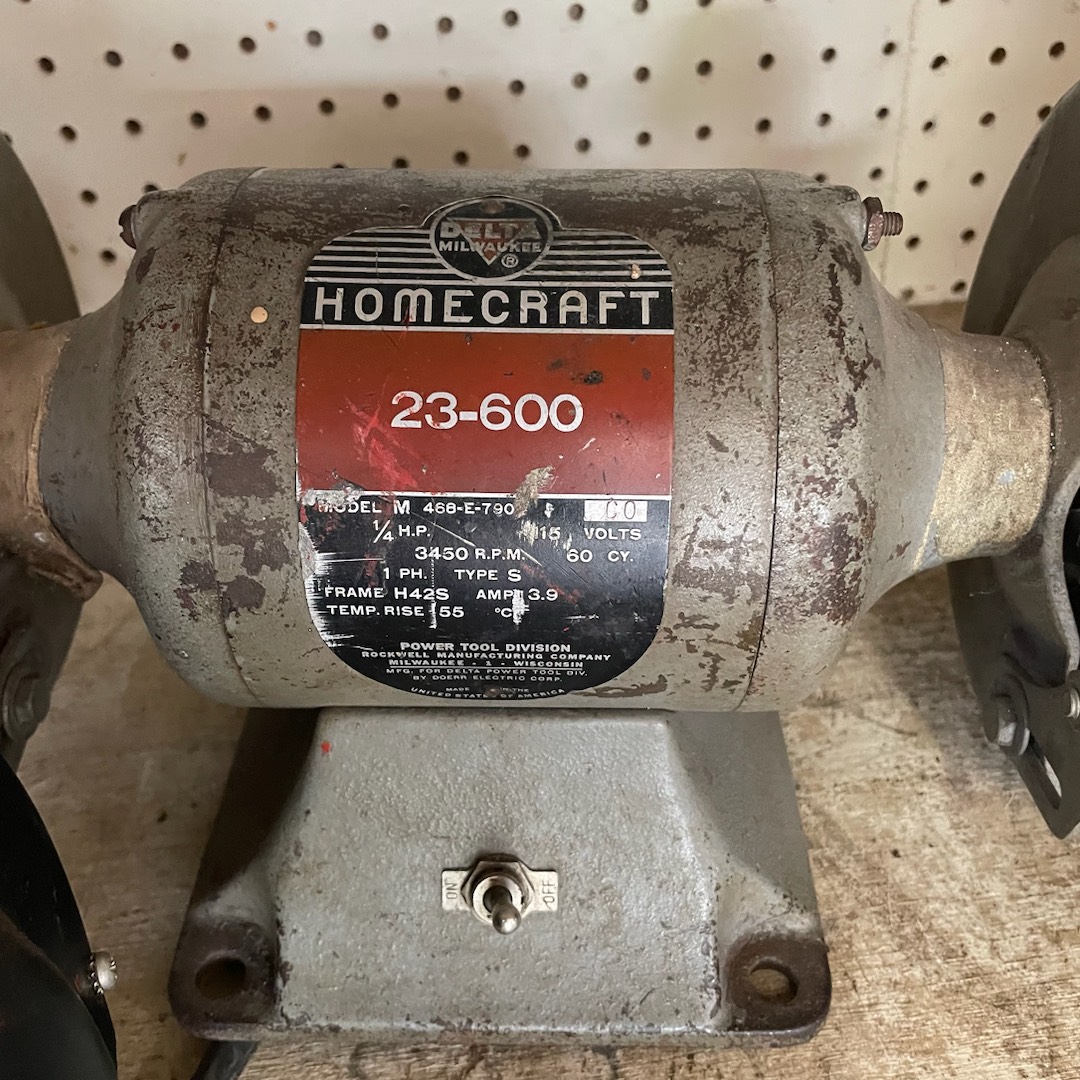 DELTA
MILWAUKEE
®
HOMECRAFT
23-600
MODEL M 468-E-790 CO
1/4 H.P. 115 VOLTS
3450 R.P.M. 60 CY.
1 PH. TYPE S
FRAME H42S AMP 3.9
TEMP. RISE 55 °C
POWER TOOL DIVISION
ROCKWELL MANUFACTURING COMPANY
MILWAUKEE - 1 - WISCONSIN
MFG. FOR DELTA POWER TOOL DIV.
BY DOERR ELECTRIC CORP.
MADE IN THE
UNITED STATES OF AMERICA
ON OFF